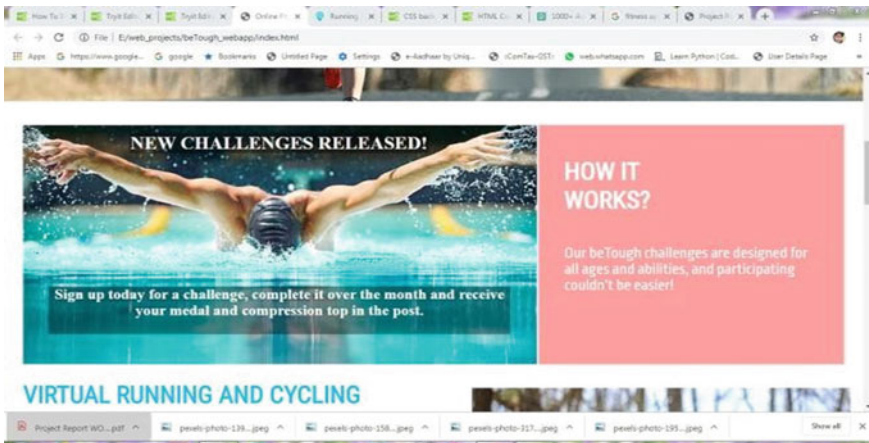 How To
Tryit Edit
Tryit Edit
Online
Running
CSS
HTML
1000+
fitness
Project
File | E:/web_projects/beTough_webapp/index.html
Apps
https://www.google...
google
Bookmarks
Untitled Page
Settings
e-Aadhaar by Uniq...
web.whatsapp.com
Learn Python | Cod...
User Details Page
NEW CHALLENGES RELEASED!
Sign up today for a challenge, complete it over the month and receive
your medal and compression top in the post.
HOW IT
WORKS?
Our beTough challenges are designed for
all ages and abilities, and participating
couldn't be easier!
VIRTUAL RUNNING AND CYCLING
Project Report WO....pdf
pexels-photo-139...jpeg
pexels-photo-158...jpeg
pexels-photo-317...jpeg
pexels-photo-195...jpeg
Show all